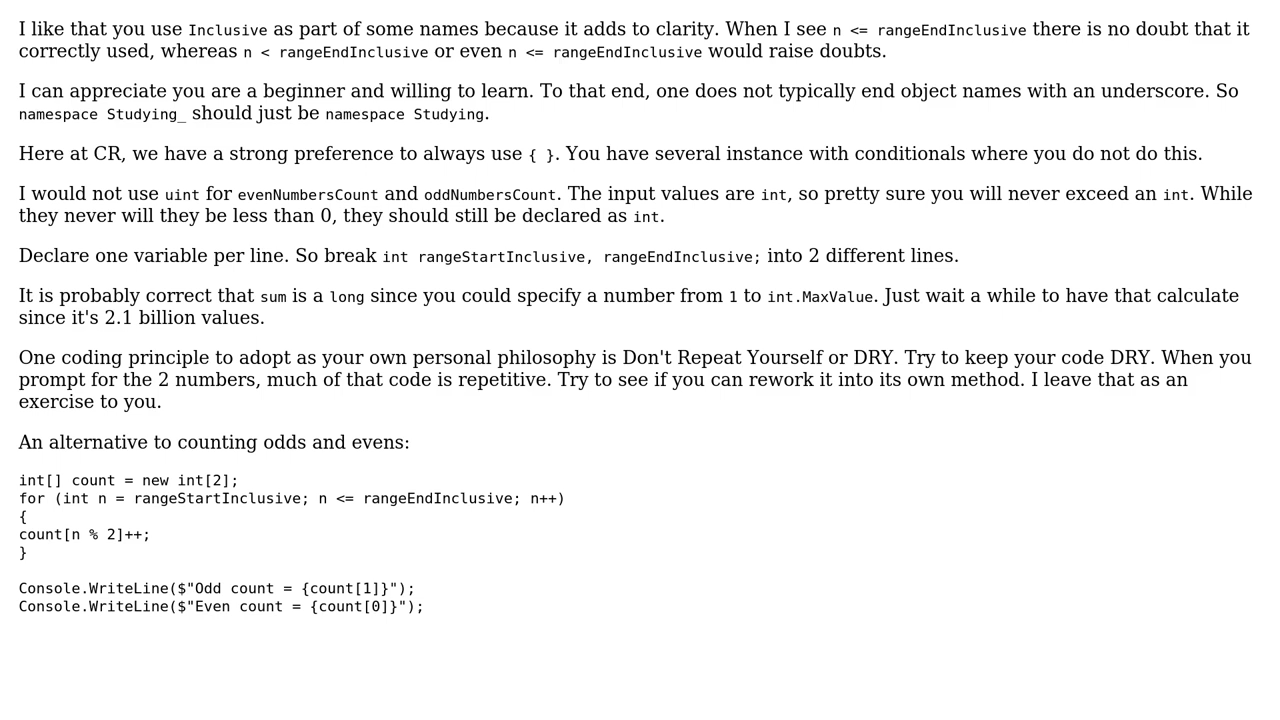 I like that you use Inclusive as part of some names because it adds to clarity. When I see n <= rangeEndInclusive there is no doubt that it
correctly used, whereas n < rangeEndInclusive or even n <= rangeEndInclusive would raise doubts.
I can appreciate you are a beginner and willing to learn. To that end, one does not typically end object names with an underscore. So
namespace Studying_ should just be namespace Studying.
Here at CR, we have a strong preference to always use { }. You have several instance with conditionals where you do not do this.
I would not use uint for evenNumbersCount and oddNumbersCount. The input values are int, so pretty sure you will never exceed an int. While
they never will they be less than 0, they should still be declared as int.
Declare one variable per line. So break int rangeStartInclusive, rangeEndInclusive; into 2 different lines.
It is probably correct that sum is a long since you could specify a number from 1 to int.MaxValue. Just wait a while to have that calculate
since it's 2.1 billion values.
One coding principle to adopt as your own personal philosophy is Don't Repeat Yourself or DRY. Try to keep your code DRY. When you
prompt for the 2 numbers, much of that code is repetitive. Try to see if you can rework it into its own method. I leave that as an
exercise to you.
An alternative to counting odds and evens:
int[] count = new int[2];
for (int n = rangeStartInclusive; n <= rangeEndInclusive; n++)
{
count[n % 2]++;
}
Console.WriteLine($"Odd count = {count[1]}");
Console.WriteLine($"Even count = {count[0]}");